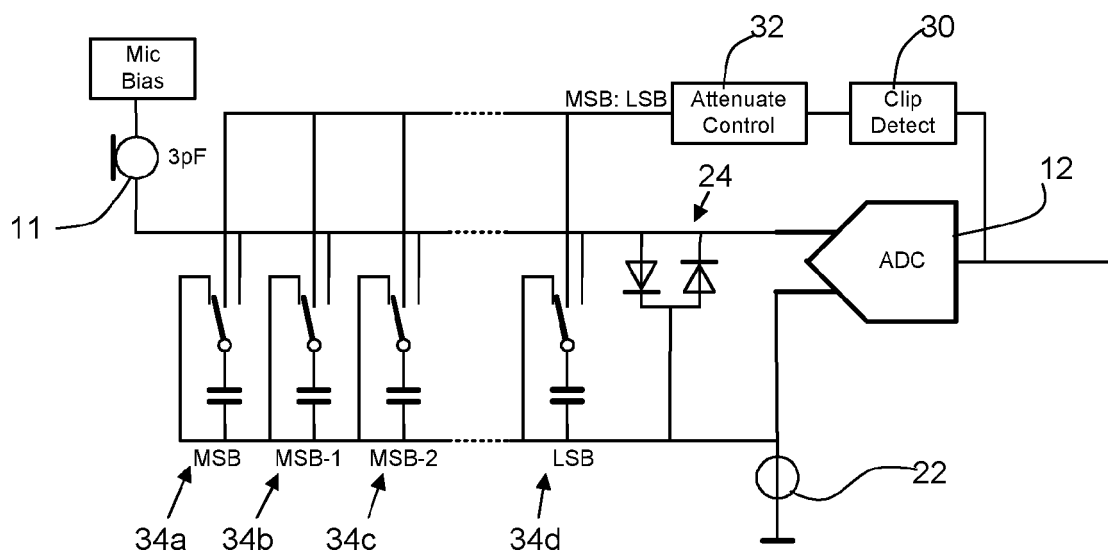 32
30
Mic
Bias
MSB: LSB
Attenuate
Control
Clip
Detect
3pF
24
12
11
ADC
MSB
MSB-1
MSB-2
LSB
22
34a
34b
34c
34d